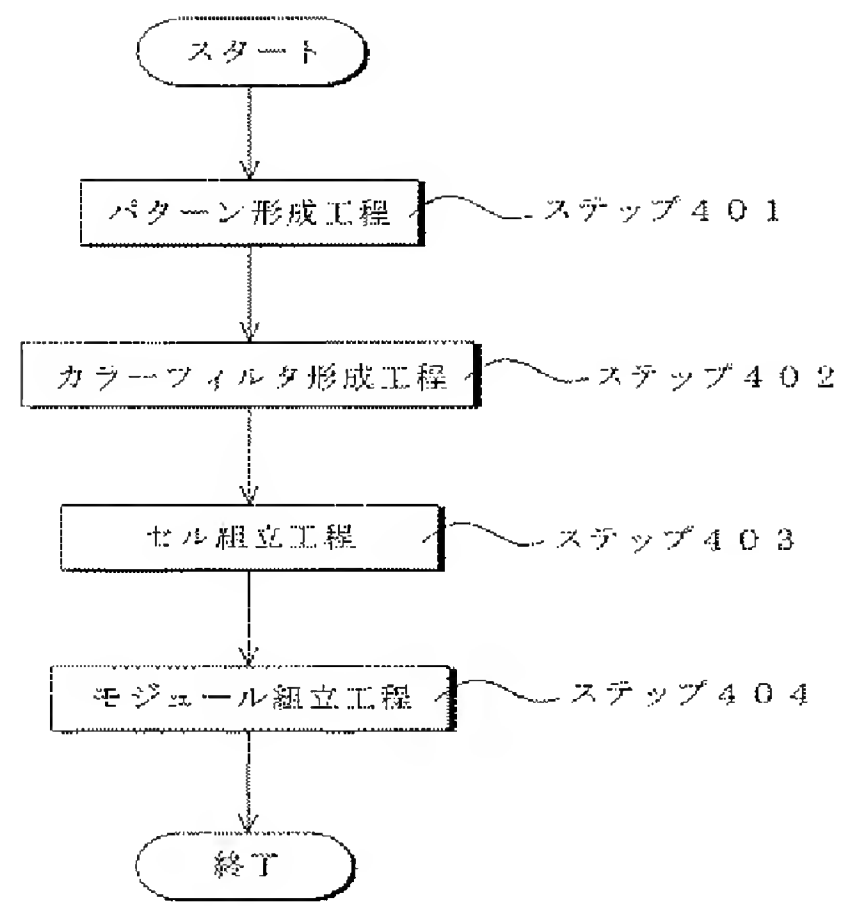 スタート
パターン形成工程 ステップ401
カラーフィルタ形成工程 ステップ402
セル組立工程 ステップ403
モジュール組立工程 ステップ404
終了